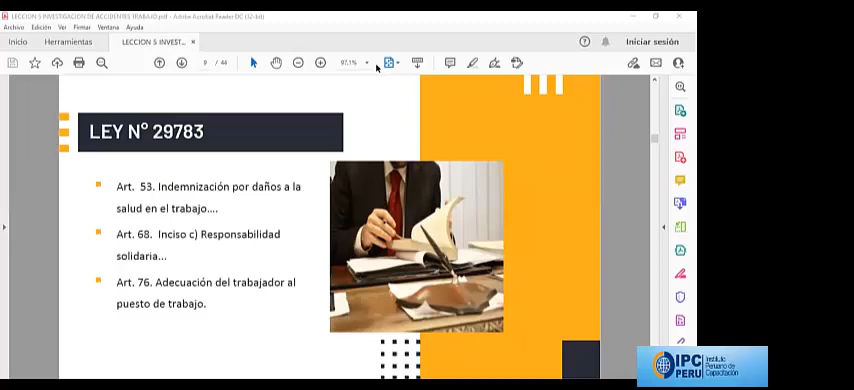 LECCION 5 INVESTIGACION DE ACCIDENTES TRABAJO.pdf - Adobe Acrobat Reader DC (32-bit)
Archivo Edición Ver Firmar Ventana Ayuda
Inicio Herramientas LECCION 5 INVEST... × Iniciar sesión
9 / 44 97,1%
LEY N° 29783
Art. 53. Indemnización por daños a la
salud en el trabajo....
Art. 68. Inciso c) Responsabilidad
solidaria...
Art. 76. Adecuación del trabajador al
puesto de trabajo.
IPC
PERU
Instituto
Peruano de
Capacitación